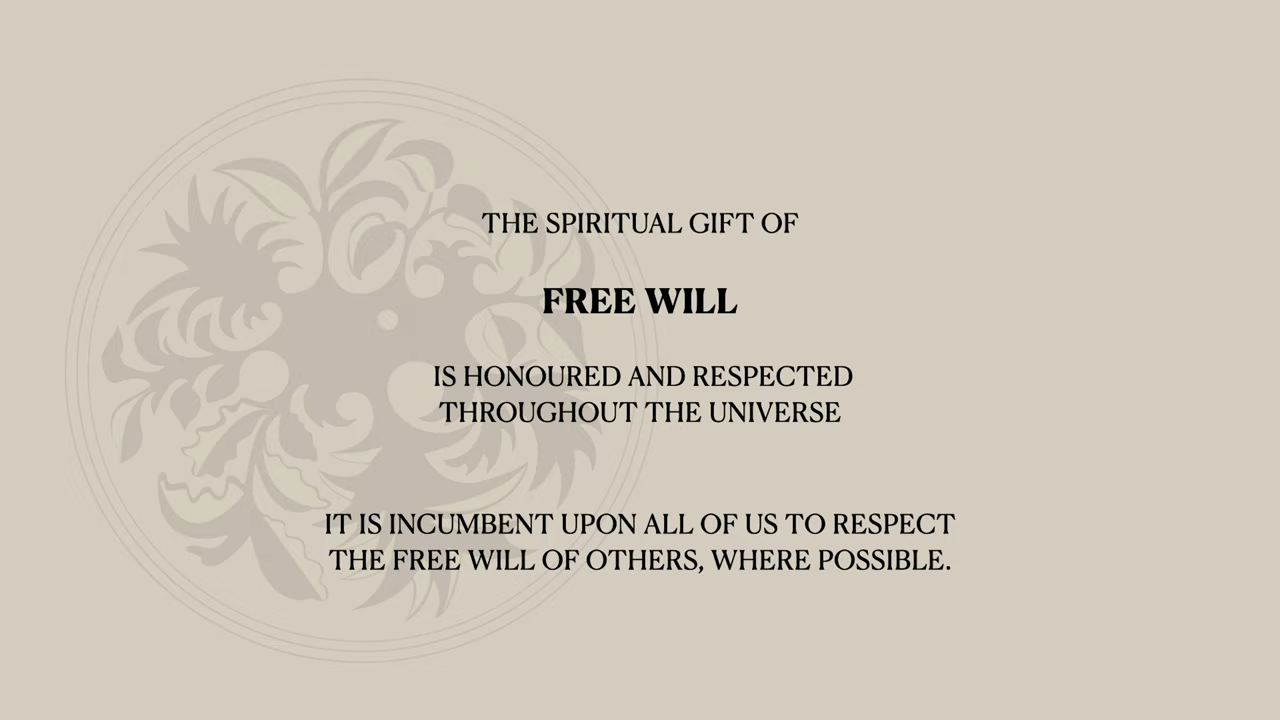 THE SPIRITUAL GIFT OF
FREE WILL
IS HONOURED AND RESPECTED
THROUGHOUT THE UNIVERSE
IT IS INCUMBENT UPON ALL OF US TO RESPECT
THE FREE WILL OF OTHERS, WHERE POSSIBLE.